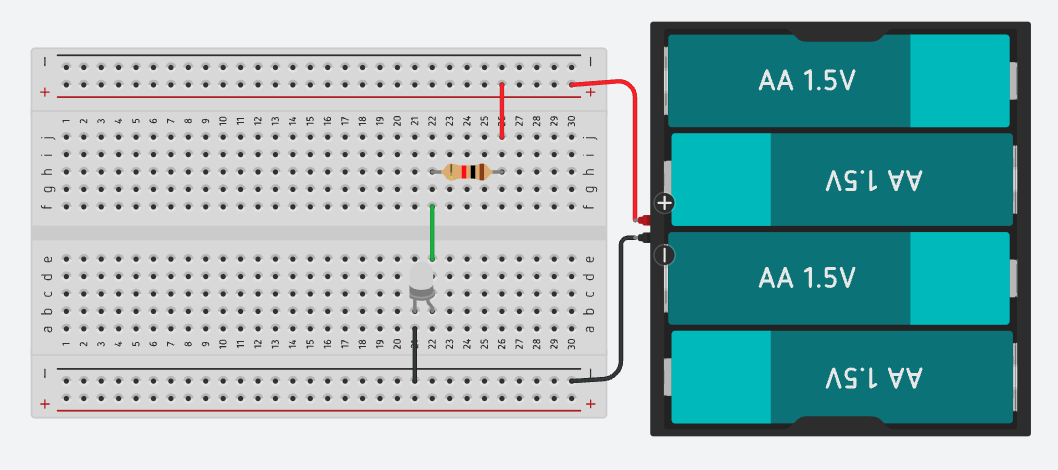 − −
+ +
1 2 3 4 5 6 7 8 9 10 11 12 13 14 15 16 17 18 19 20 21 22 23 24 25 26 27 28 29 30
j j
i i
h h
g g
f f
e e
d d
c c
b b
a a
1 2 3 4 5 6 7 8 9 10 11 12 13 14 15 16 17 18 19 20 21 22 23 24 25 26 27 28 29 30
− −
+ +
AA 1.5V
AA 1.5V
+
−
AA 1.5V
AA 1.5V